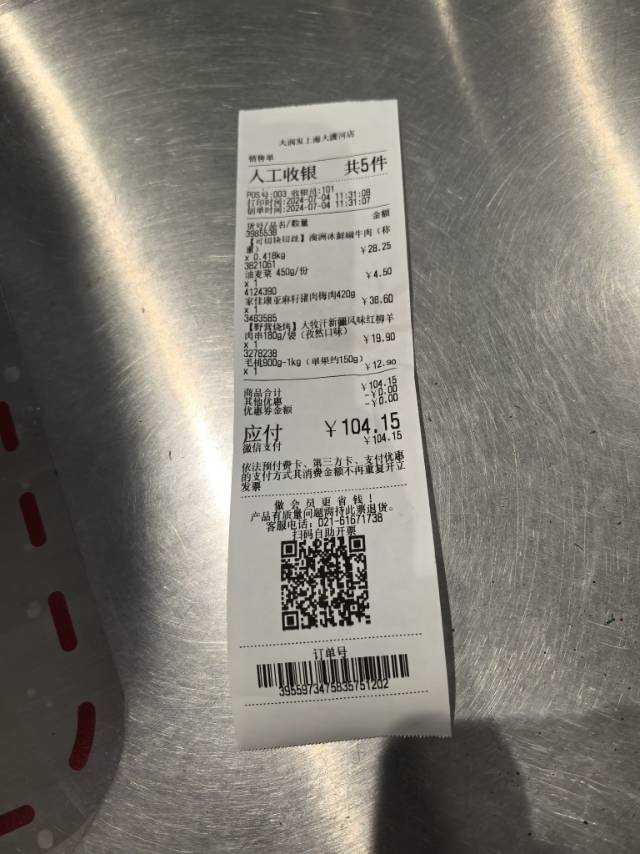 大润发上海大渡河店
销售单
人工收银 共5件
POS号:003 收银员:101
打印时间:2024-07-04 11:31:08
销单时间:2024-07-04 11:31:07
货号/品名/数量 金额
3985538
【可切块切丝】澳洲冰鲜碎牛肉（称
重）
x 0.418kg ￥28.25
3821051
油麦菜 450g/份
x 1 ￥4.50
4124390
家佳康亚麻籽猪肉梅肉420g
x 1 ￥38.60
3483585
【野营烧烤】大牧汗新疆风味红柳羊
肉串180g/袋（孜然口味）
x 1 ￥19.90
3278238
毛桃900g-1kg（单果约150g）
x 1 ￥12.90
商品合计 ￥104.15
其他优惠 -￥0.00
优惠券金额 -￥0.00
应付 ￥104.15
微信支付 ￥104.15
依法预付费卡、第三方卡、支付优惠
的支付方式其消费金额不再重复开立
发票
做会员更省钱！
产品有质量问题需持此票退货。
客服电话：021-61671738
扫码自助开票
订单号
3955973475835751202